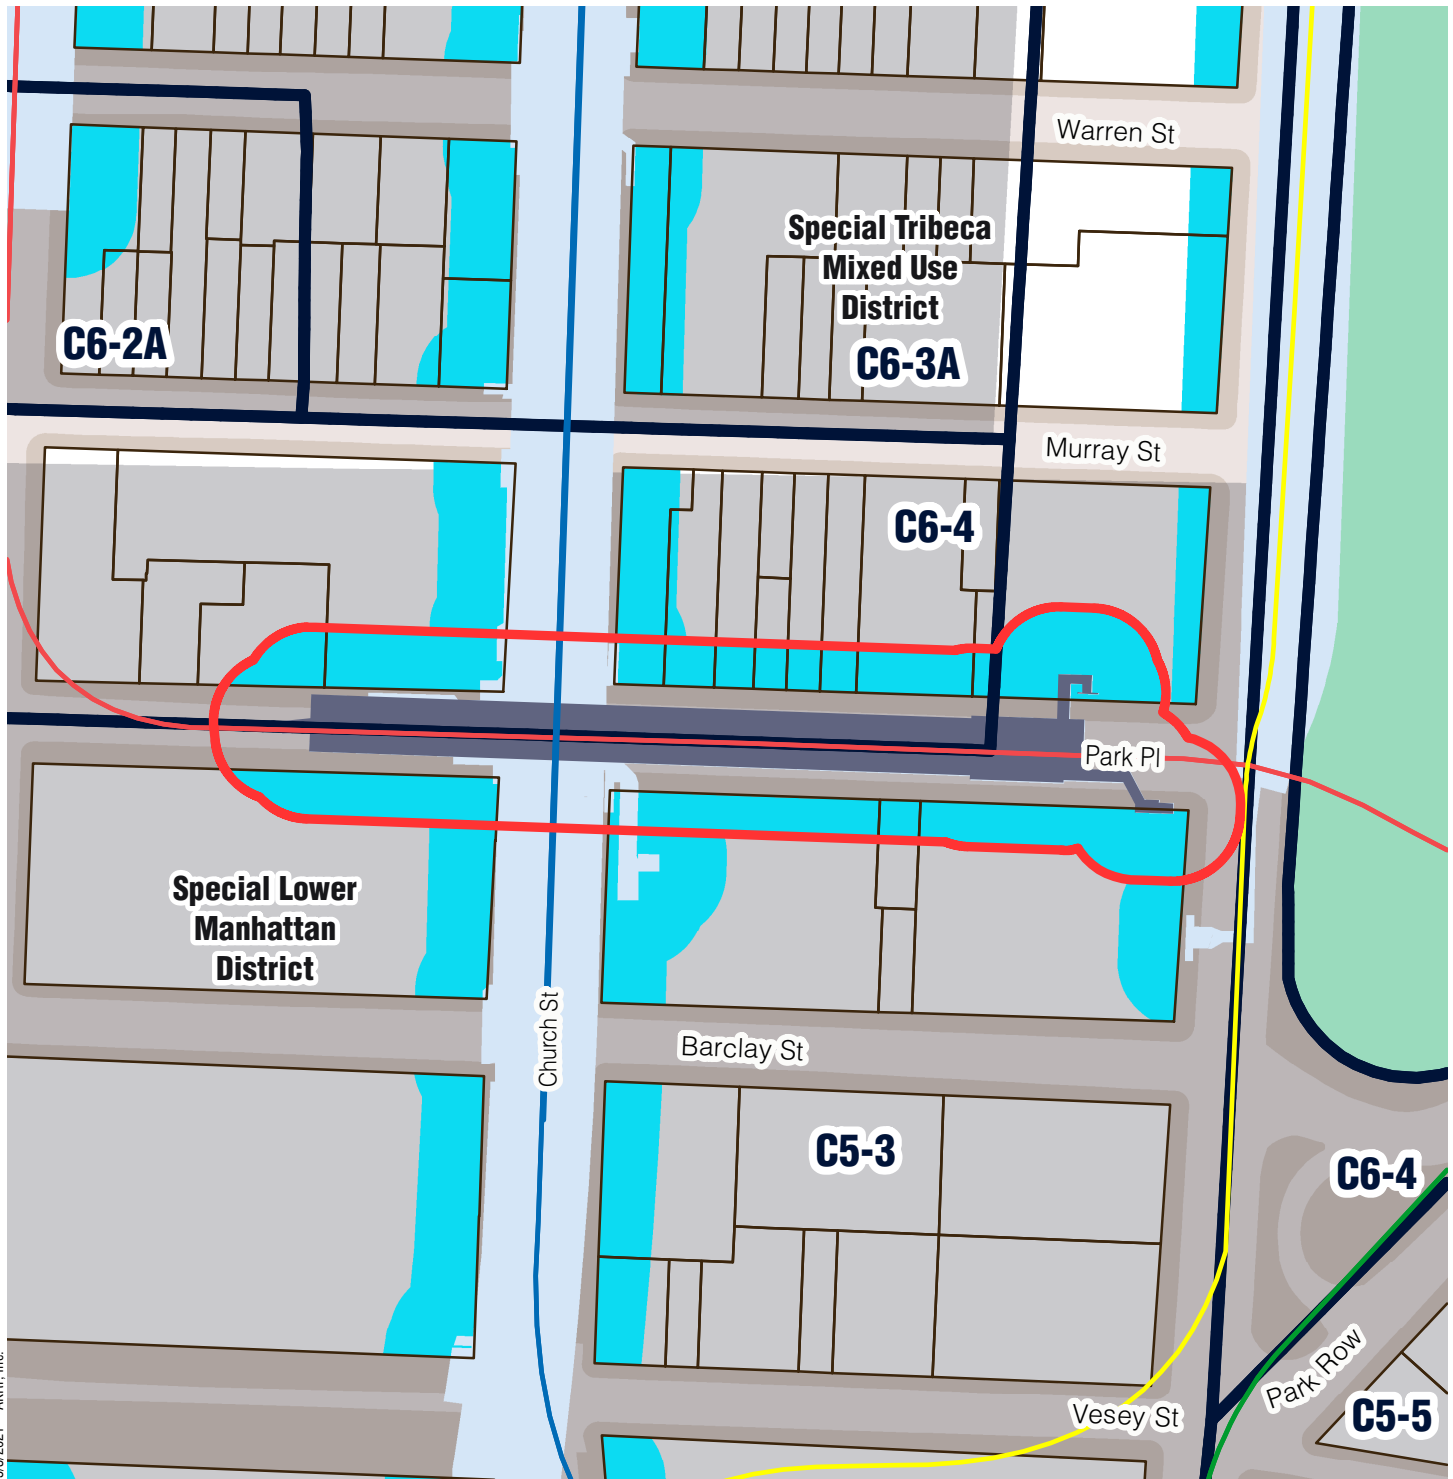 Warren St
Special Tribeca
Mixed Use
District
C6-2A
C6-3A
Murray St
C6-4
Park Pl
Special Lower
Manhattan
District
Church St
Barclay St
C5-3
C6-4
Park Row
C5-5
Vesey St